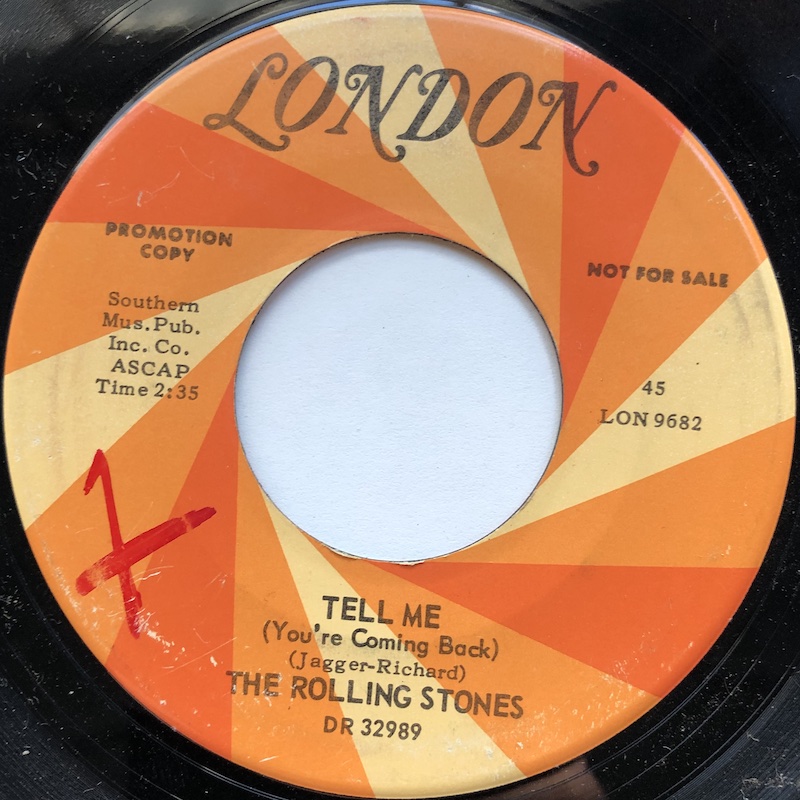 LONDON
PROMOTION
COPY
NOT FOR SALE
Southern
Mus. Pub.
Inc. Co.
ASCAP
Time 2:35
45
LON 9682
TELL ME
(You're Coming Back)
(Jagger-Richard)
THE ROLLING STONES
DR 32989